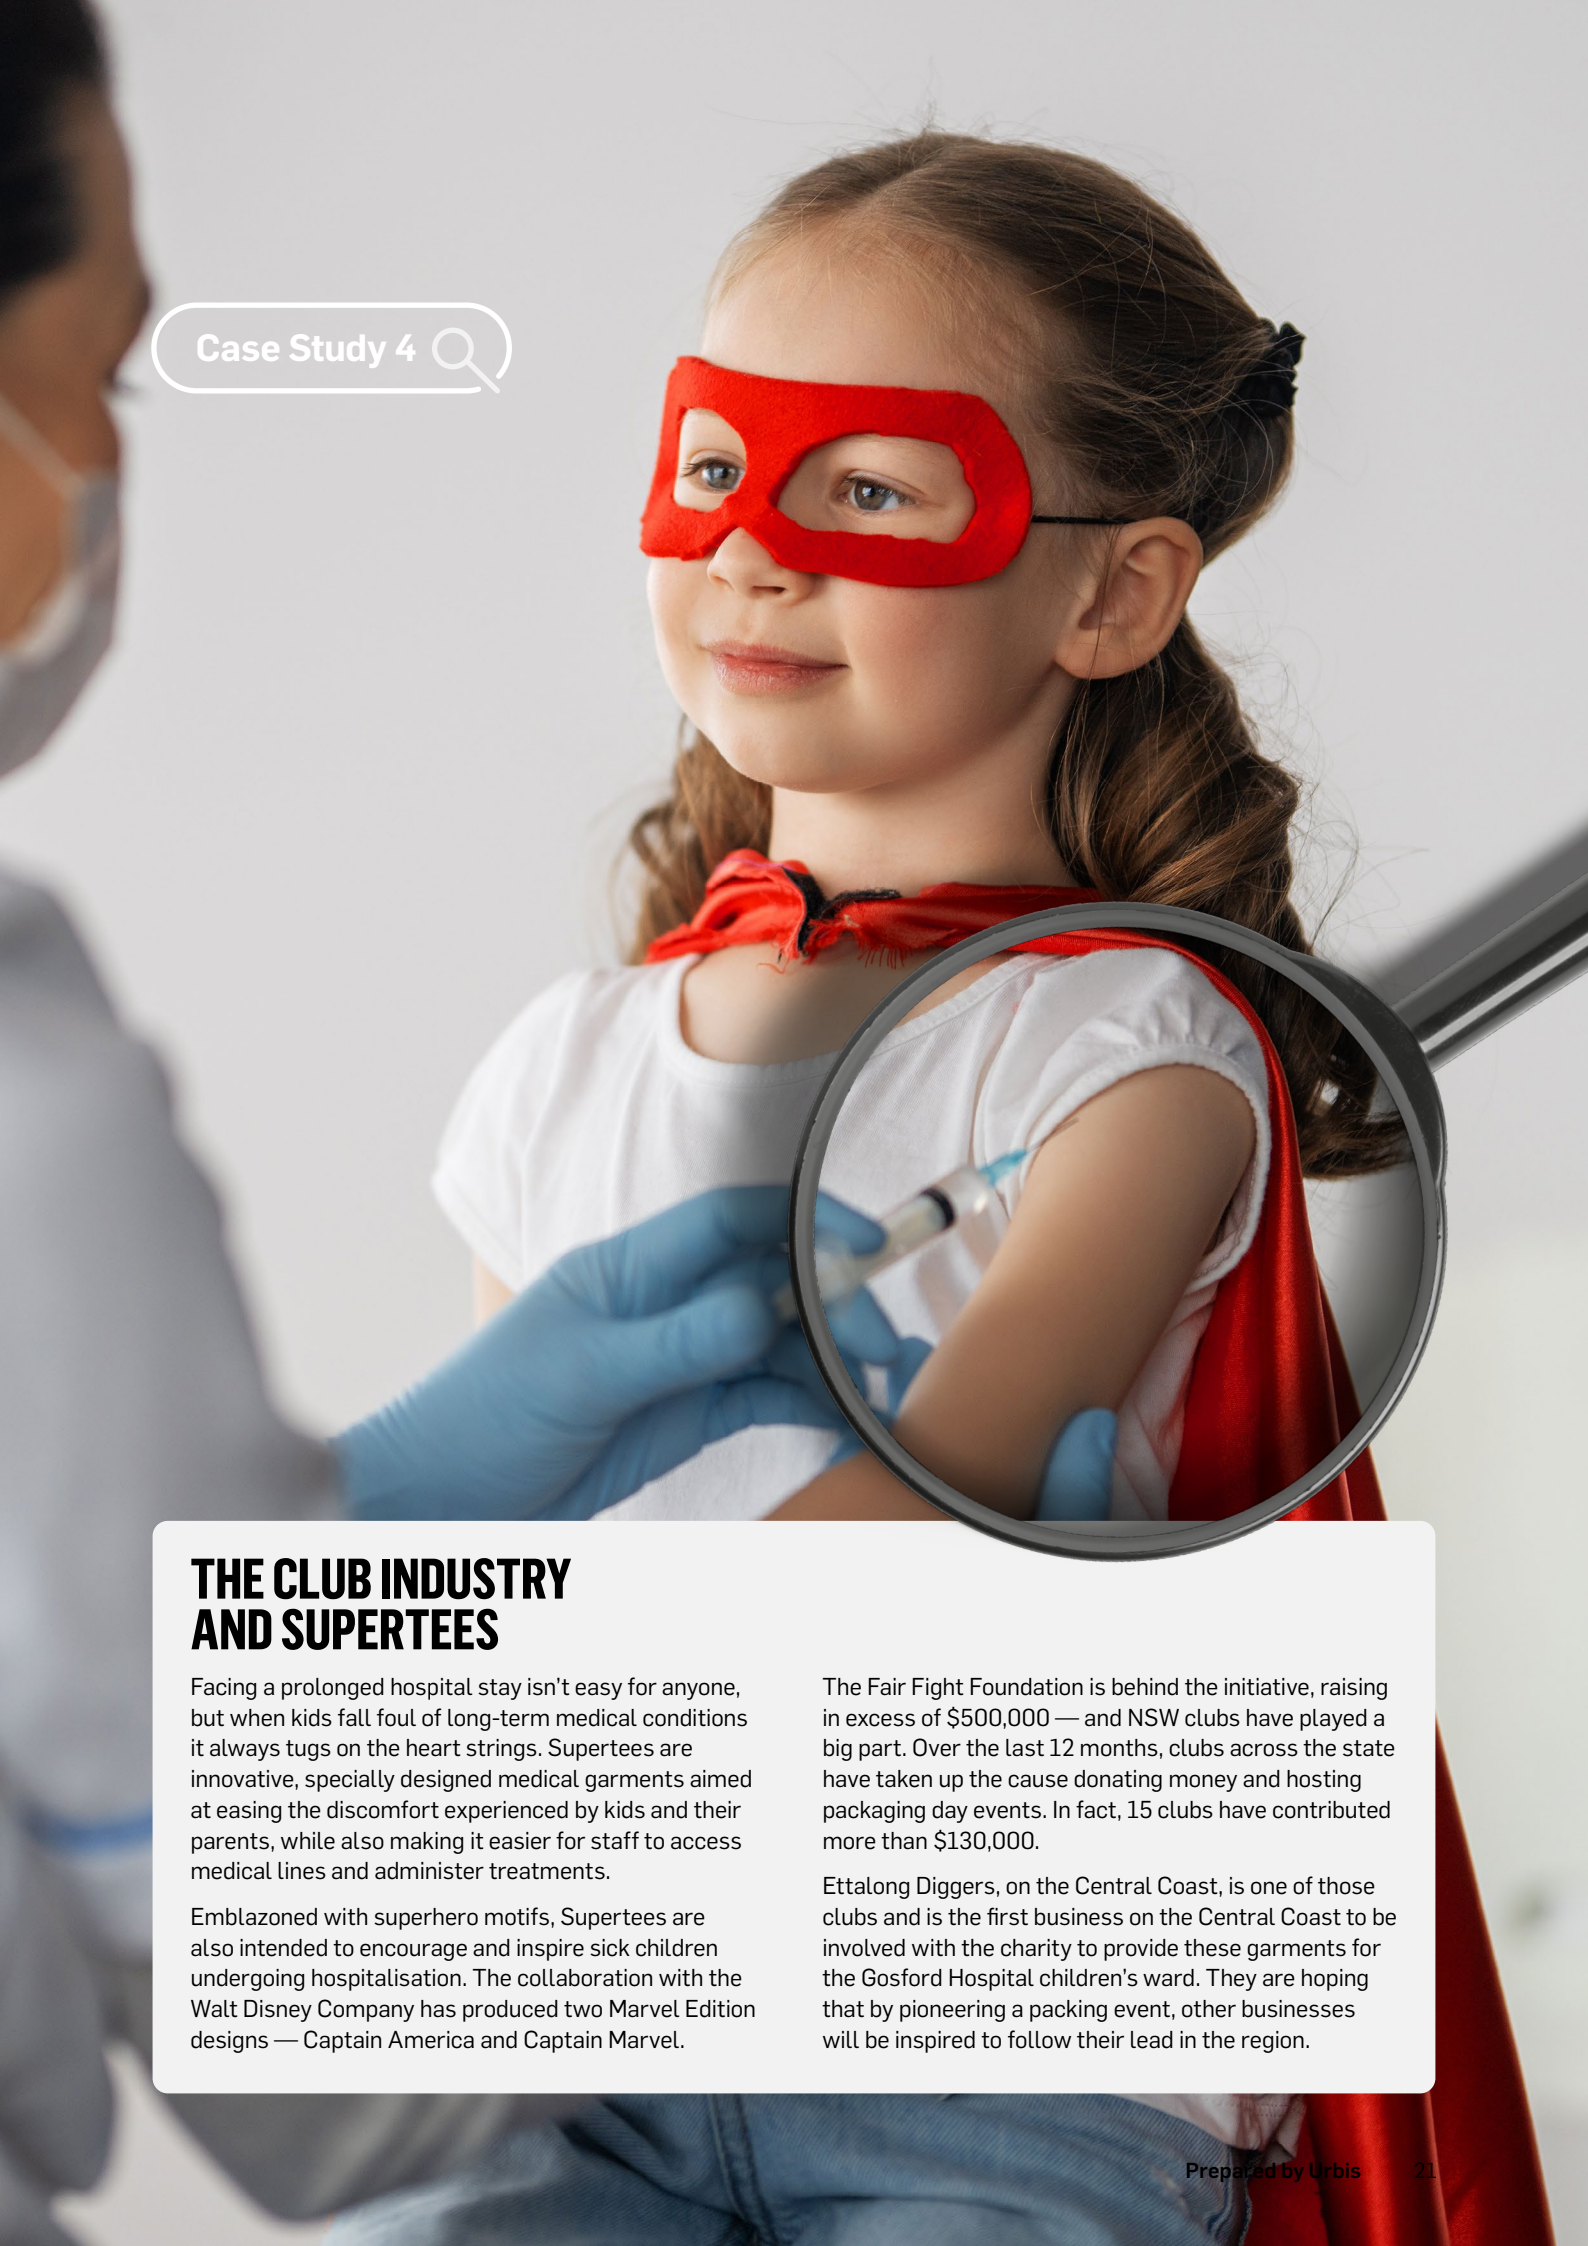 Case Study 4
THE CLUB INDUSTRY
AND SUPERTEES
Facing a prolonged hospital stay isn't easy for anyone,
but when kids fall foul of long-term medical conditions
it always tugs on the heart strings. Supertees are
innovative, specially designed medical garments aimed
at easing the discomfort experienced by kids and their
parents, while also making it easier for staff to access
medical lines and administer treatments.
Emblazoned with superhero motifs, Supertees are
also intended to encourage and inspire sick children
undergoing hospitalisation. The collaboration with the
Walt Disney Company has produced two Marvel Edition
designs — Captain America and Captain Marvel.
The Fair Fight Foundation is behind the initiative, raising
in excess of $500,000 — and NSW clubs have played a
big part. Over the last 12 months, clubs across the state
have taken up the cause donating money and hosting
packaging day events. In fact, 15 clubs have contributed
more than $130,000.
Ettalong Diggers, on the Central Coast, is one of those
clubs and is the first business on the Central Coast to be
involved with the charity to provide these garments for
the Gosford Hospital children's ward. They are hoping
that by pioneering a packing event, other businesses
will be inspired to follow their lead in the region.
Prepared by Urbis 21